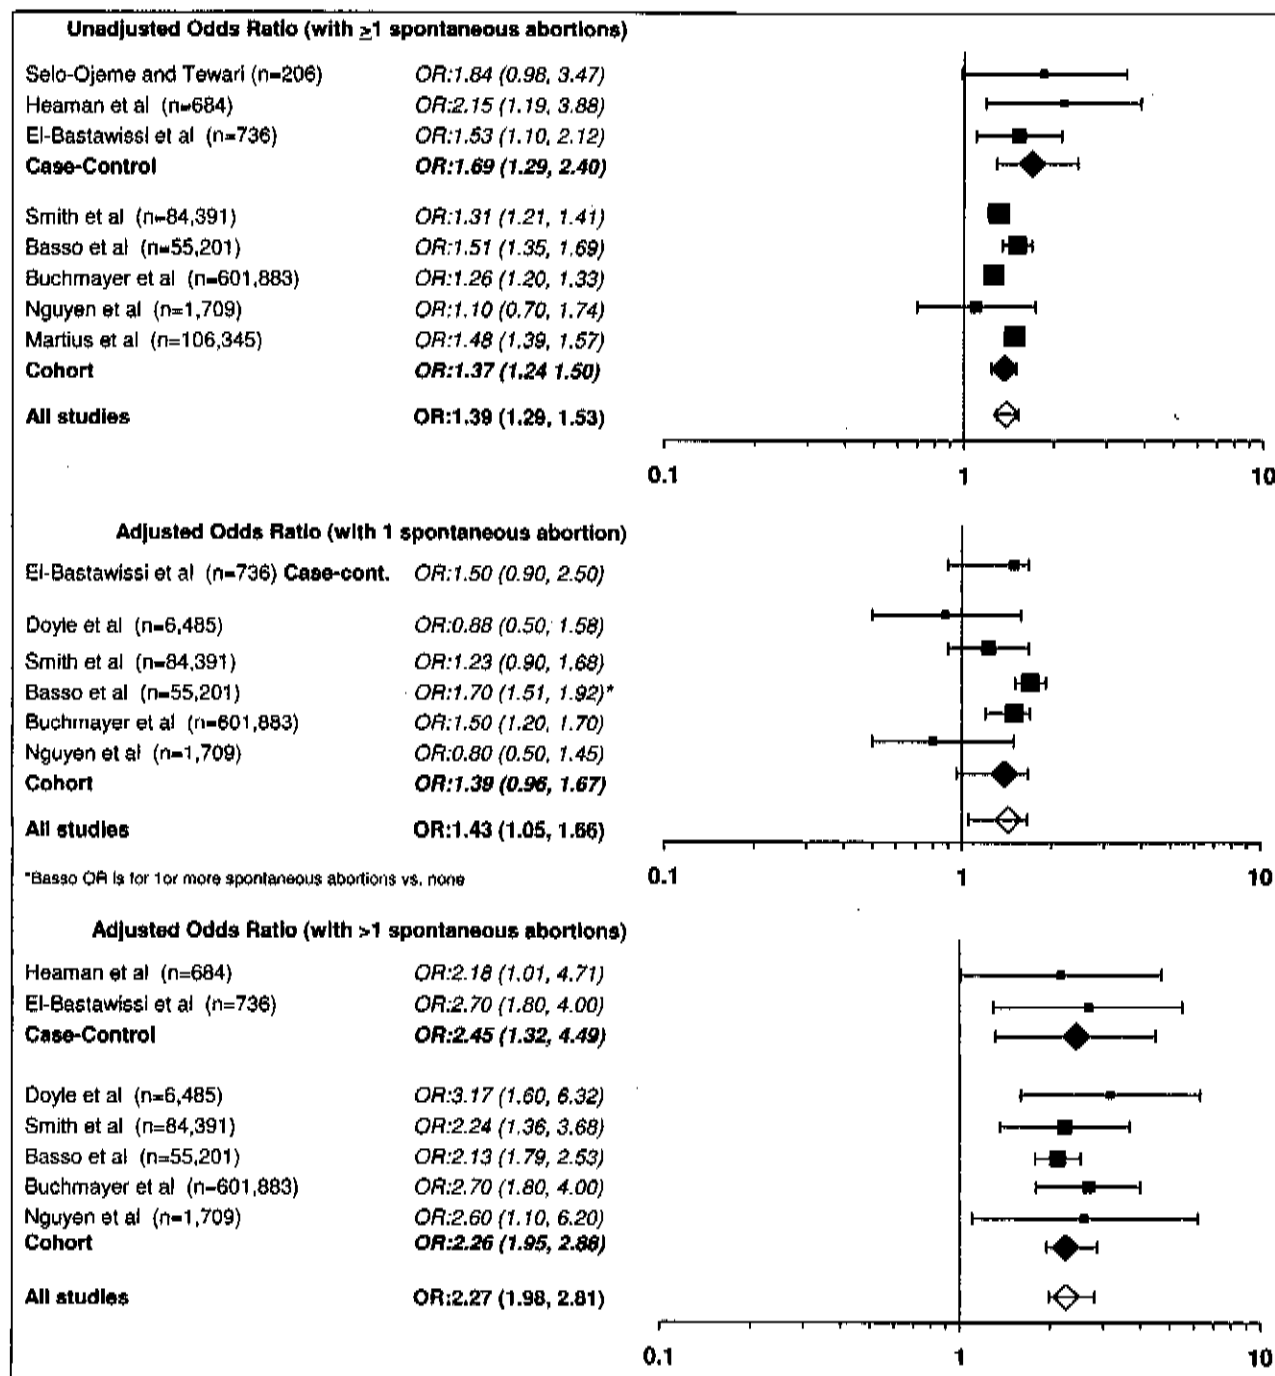 Unadjusted Odds Ratio (with ≥1 spontaneous abortions)
Selo-Ojeme and Tewari (n=206) OR:1.84 (0.98, 3.47)
Heaman et al (n=684) OR:2.15 (1.19, 3.88)
El-Bastawissi et al (n=736) OR:1.53 (1.10, 2.12)
Case-Control OR:1.69 (1.29, 2.40)
Smith et al (n=84,391) OR:1.31 (1.21, 1.41)
Basso et al (n=55,201) OR:1.51 (1.35, 1.69)
Buchmayer et al (n=601,883) OR:1.26 (1.20, 1.33)
Nguyen et al (n=1,709) OR:1.10 (0.70, 1.74)
Martius et al (n=106,345) OR:1.48 (1.39, 1.57)
Cohort OR:1.37 (1.24 1.50)
All studies OR:1.39 (1.29, 1.53)
0.1 1 10
Adjusted Odds Ratio (with 1 spontaneous abortion)
El-Bastawissi et al (n=736) Case-cont. OR:1.50 (0.90, 2.50)
Doyle et al (n=6,485) OR:0.88 (0.50, 1.58)
Smith et al (n=84,391) OR:1.23 (0.90, 1.68)
Basso et al (n=55,201) OR:1.70 (1.51, 1.92)*
Buchmayer et al (n=601,883) OR:1.50 (1.20, 1.70)
Nguyen et al (n=1,709) OR:0.80 (0.50, 1.45)
Cohort OR:1.39 (0.96, 1.67)
All studies OR:1.43 (1.05, 1.66)
*Basso OR is for 1or more spontaneous abortions vs. none
0.1 1 10
Adjusted Odds Ratio (with >1 spontaneous abortions)
Heaman et al (n=684) OR:2.18 (1.01, 4.71)
El-Bastawissi et al (n=736) OR:2.70 (1.80, 4.00)
Case-Control OR:2.45 (1.32, 4.49)
Doyle et al (n=6,485) OR:3.17 (1.60, 6.32)
Smith et al (n=84,391) OR:2.24 (1.36, 3.68)
Basso et al (n=55,201) OR:2.13 (1.79, 2.53)
Buchmayer et al (n=601,883) OR:2.70 (1.80, 4.00)
Nguyen et al (n=1,709) OR:2.60 (1.10, 6.20)
Cohort OR:2.26 (1.95, 2.88)
All studies OR:2.27 (1.98, 2.81)
0.1 1 10